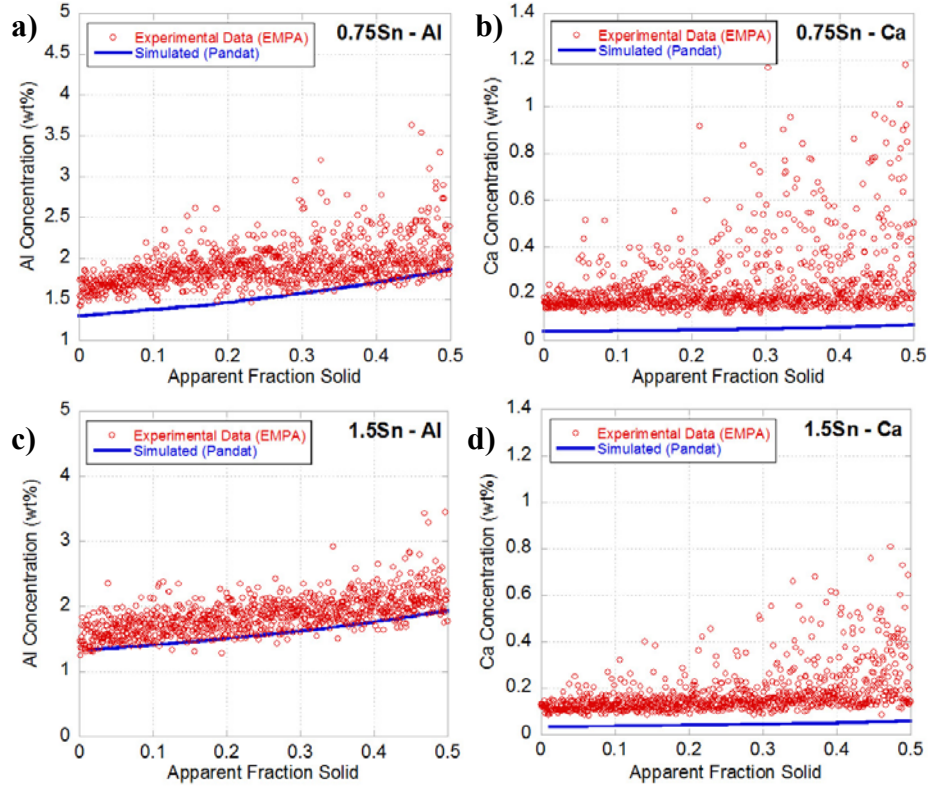 a)
0.75Sn - Al
Experimental Data (EMPA)
Simulated (Pandat)
Al Concentration (wt%)
5
4.5
4
3.5
3
2.5
2
1.5
1
0
0.1
0.2
0.3
0.4
0.5
Apparent Fraction Solid
b)
0.75Sn - Ca
Experimental Data (EMPA)
Simulated (Pandat)
Ca Concentration (wt%)
1.4
1.2
1
0.8
0.6
0.4
0.2
0
0
0.1
0.2
0.3
0.4
0.5
Apparent Fraction Solid
c)
1.5Sn - Al
Experimental Data (EMPA)
Simulated (Pandat)
Al Concentration (wt%)
5
4
3
2
1
0
0
0.1
0.2
0.3
0.4
0.5
Apparent Fraction Solid
d)
1.5Sn - Ca
Experimental Data (EMPA)
Simulated (Pandat)
Ca Concentration (wt%)
1.4
1.2
1
0.8
0.6
0.4
0.2
0
0
0.1
0.2
0.3
0.4
0.5
Apparent Fraction Solid